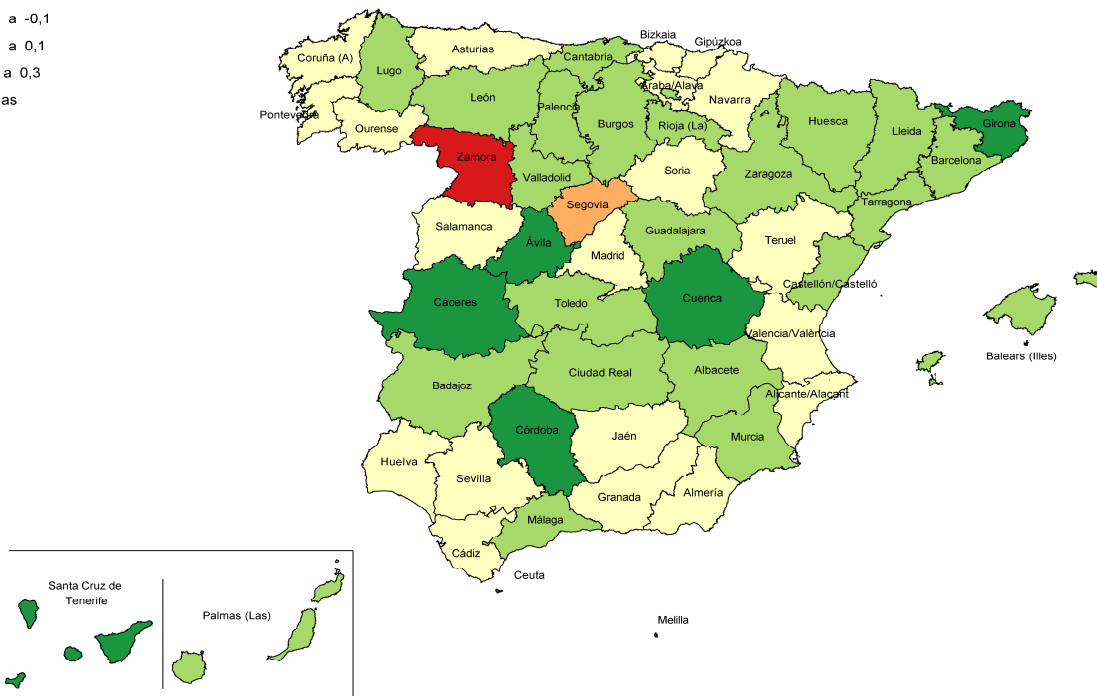 a -0,1
a 0,1
a 0,3
as
Bizkaia
Gipúzkoa
Coruña (A)
Asturias
Cantabria
Lugo
Araba/Álava
León
Palencia
Navarra
Pontevedra
Ourense
Burgos
Rioja (La)
Huesca
Lleida
Girona
Zamora
Barcelona
Valladolid
Soria
Zaragoza
Segovia
Tarragona
Salamanca
Ávila
Guadalajara
Teruel
Madrid
Castellón/Castelló
Cáceres
Toledo
Cuenca
Valencia/València
Balears (Illes)
Badajoz
Ciudad Real
Albacete
Alicante/Alacant
Córdoba
Jaén
Murcia
Huelva
Sevilla
Granada
Almería
Málaga
Cádiz
Ceuta
Santa Cruz de
Tenerife
Palmas (Las)
Melilla